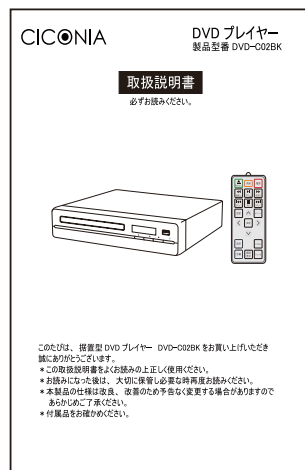 CICONIA
DVD プレイヤー
製品型番 DVD-C02BK
取扱説明書
必ずお読みください。
このたびは、据置型 DVD プレイヤー DVD-C02BK をお買い上げいただき
誠にありがとうございます。
*この取扱説明書をよくお読みの上正しく使用ください。
*お読みになった後は、大切に保管し必要な時再度お読みください。
*本製品の仕様は改良、改善のため予告なく変更する場合がありますので
あらかじめご了承ください。
*付属品をお確かめください。